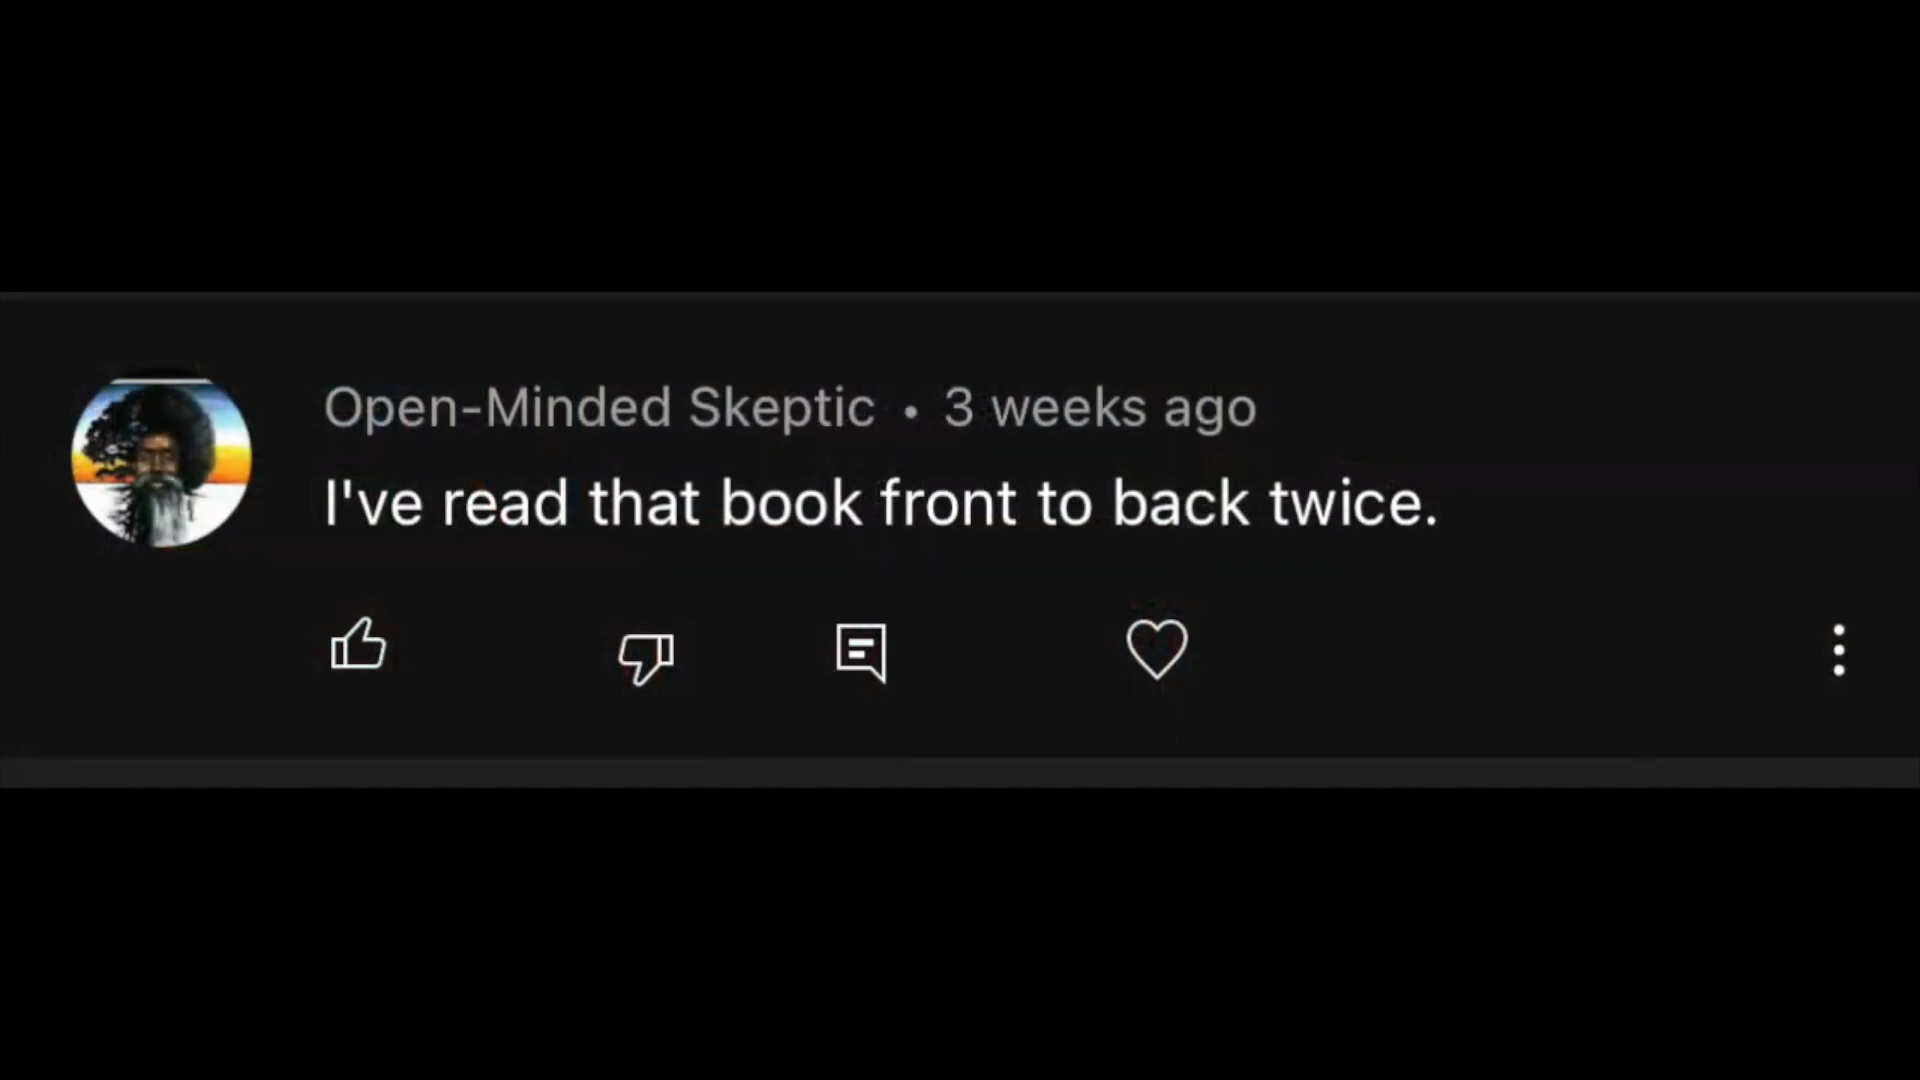 Open-Minded Skeptic • 3 weeks ago
I've read that book front to back twice.